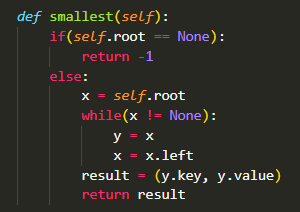 def smallest(self):
    if(self.root == None):
        return -1
    else:
        x = self.root
        while(x != None):
            y = x
            x = x.left
        result = (y.key, y.value)
        return result